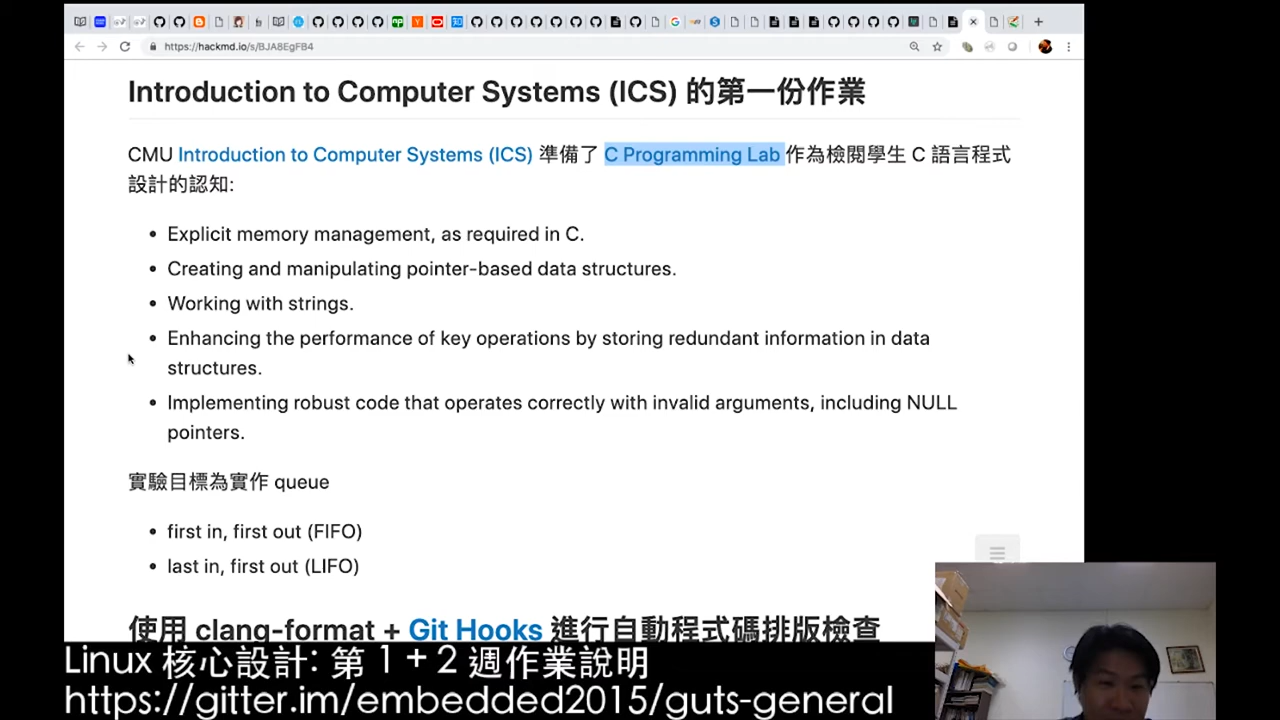 https://hackmd.io/s/BJA8EgFB4
Introduction to Computer Systems (ICS) 的第一份作業
CMU Introduction to Computer Systems (ICS) 準備了 C Programming Lab 作為檢閱學生 C 語言程式
設計的認知:
• Explicit memory management, as required in C.
• Creating and manipulating pointer-based data structures.
• Working with strings.
• Enhancing the performance of key operations by storing redundant information in data
structures.
• Implementing robust code that operates correctly with invalid arguments, including NULL
pointers.
實驗目標為實作 queue
• first in, first out (FIFO)
• last in, first out (LIFO)
使用 clang-format + Git Hooks 進行自動程式碼排版檢查
Linux 核心設計: 第 1 + 2 週作業說明
https://gitter.im/embedded2015/guts-general